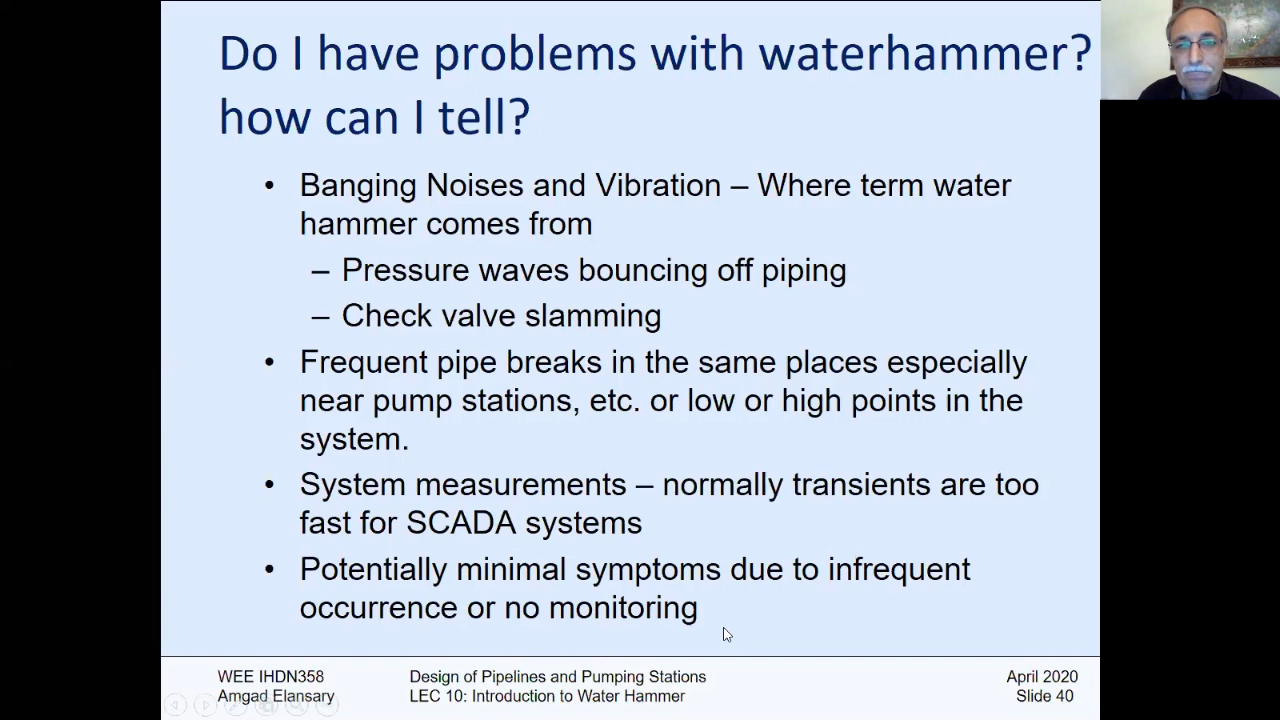 Do I have problems with waterhammer?
how can I tell?
• Banging Noises and Vibration – Where term water
hammer comes from
– Pressure waves bouncing off piping
– Check valve slamming
• Frequent pipe breaks in the same places especially
near pump stations, etc. or low or high points in the
system.
• System measurements – normally transients are too
fast for SCADA systems
• Potentially minimal symptoms due to infrequent
occurrence or no monitoring
WEE IHDN358
Amgad Elansary
Design of Pipelines and Pumping Stations
LEC 10: Introduction to Water Hammer
April 2020
Slide 40